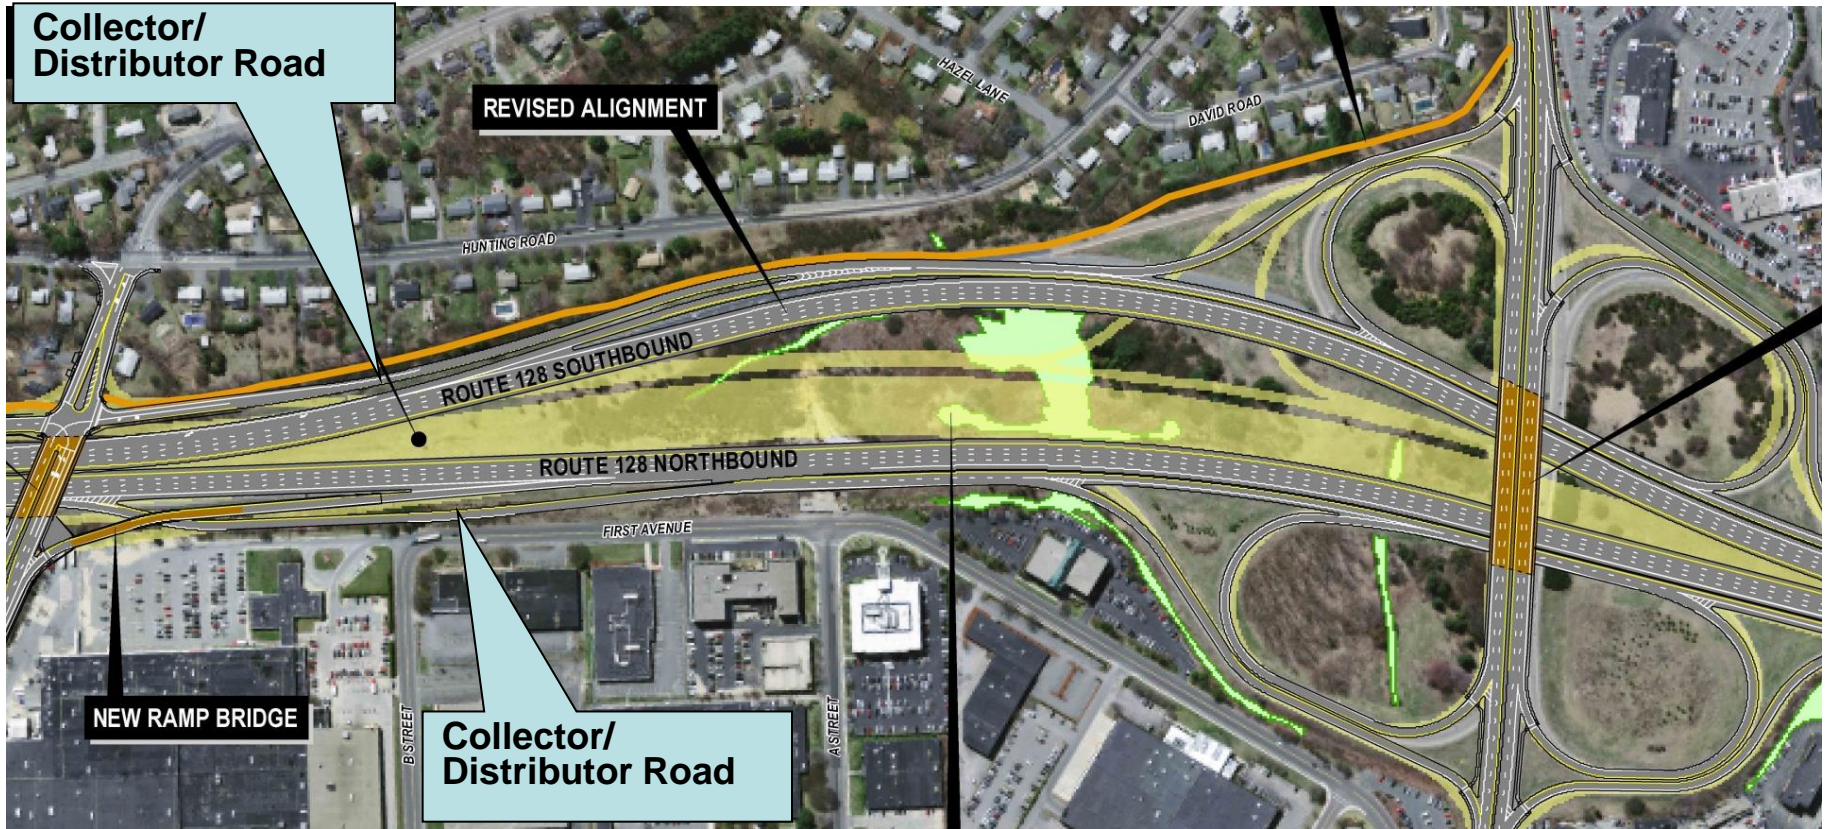 Collector/
Distributor Road
REVISED ALIGNMENT
HAZEL LANE
DAVID ROAD
HUNTING ROAD
ROUTE 128 SOUTHBOUND
ROUTE 128 NORTHBOUND
FIRST AVENUE
NEW RAMP BRIDGE
B STREET
Collector/
Distributor Road
A STREET